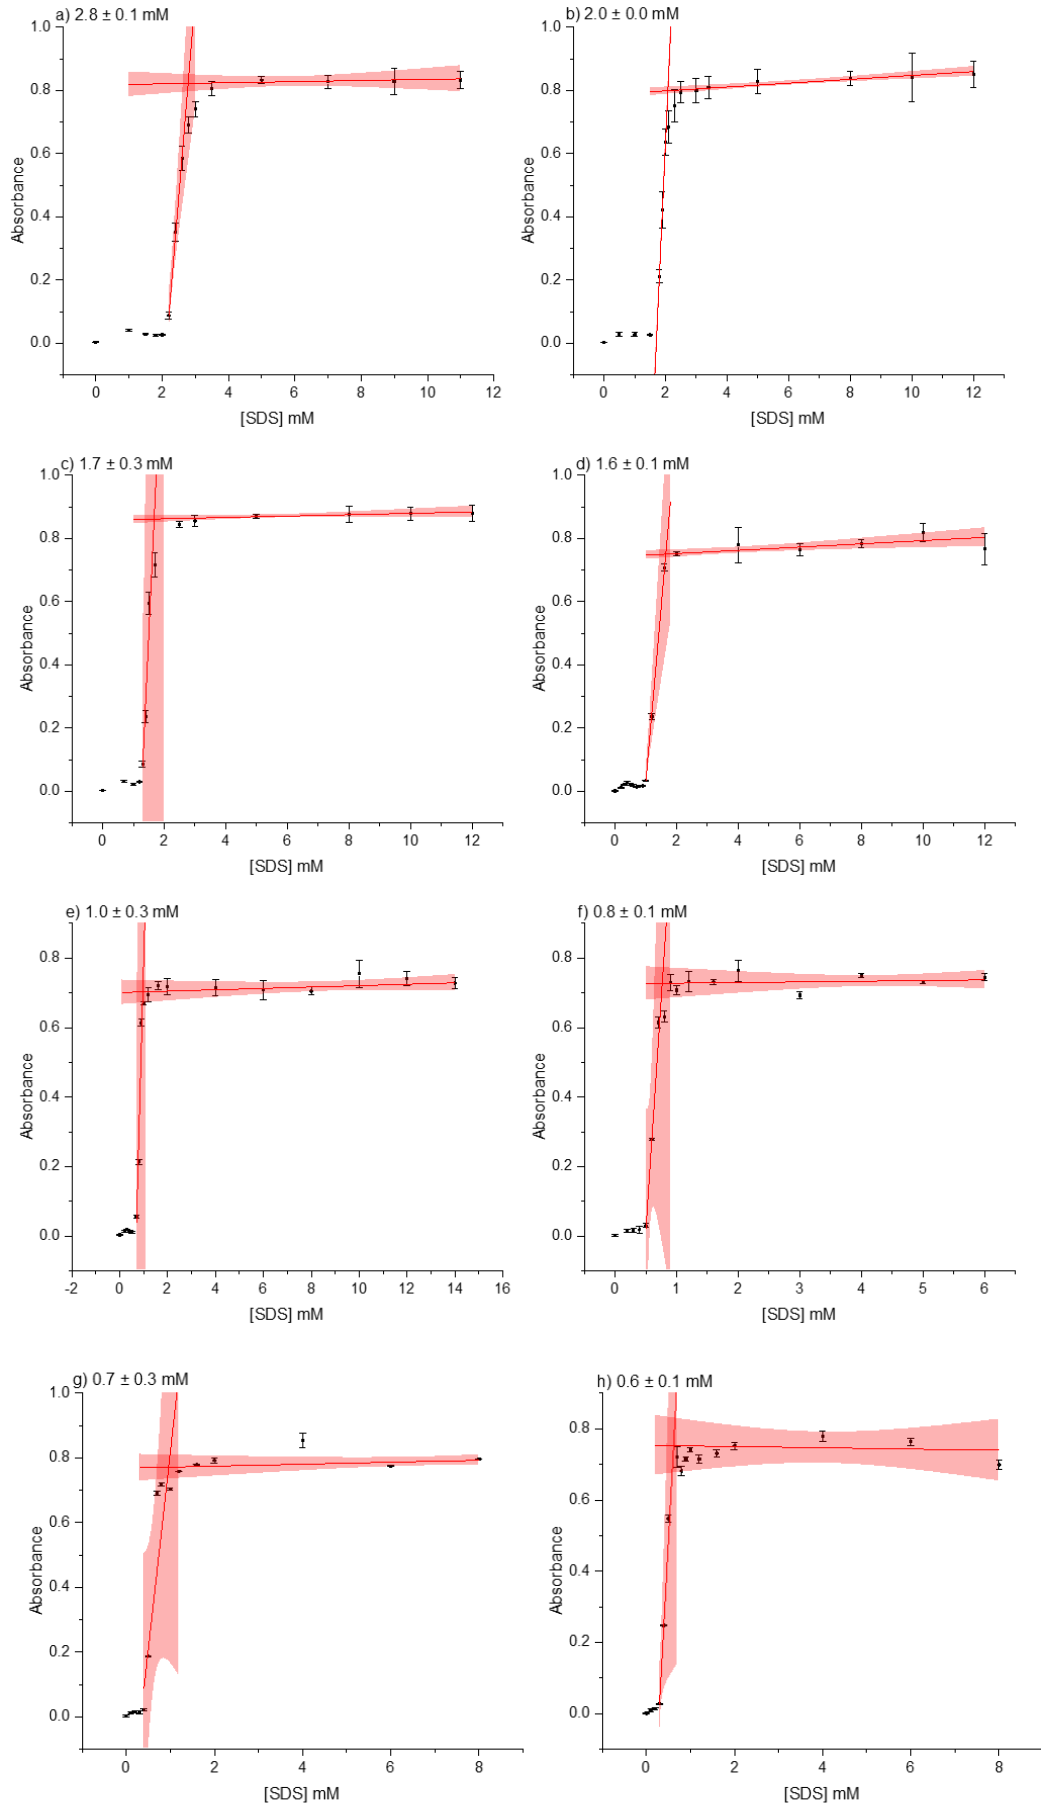 a) 2.8 ± 0.1 mM
1.0
0.8
0.6
0.4
0.2
0.0
Absorbance
0 2 4 6 8 10 12
[SDS] mM
b) 2.0 ± 0.0 mM
1.0
0.8
0.6
0.4
0.2
0.0
Absorbance
0 2 4 6 8 10 12
[SDS] mM
c) 1.7 ± 0.3 mM
1.0
0.8
0.6
0.4
0.2
0.0
Absorbance
0 2 4 6 8 10 12
[SDS] mM
d) 1.6 ± 0.1 mM
1.0
0.8
0.6
0.4
0.2
0.0
Absorbance
0 2 4 6 8 10 12
[SDS] mM
e) 1.0 ± 0.3 mM
0.8
0.6
0.4
0.2
0.0
Absorbance
-2 0 2 4 6 8 10 12 14 16
[SDS] mM
f) 0.8 ± 0.1 mM
0.8
0.6
0.4
0.2
0.0
Absorbance
0 1 2 3 4 5 6
[SDS] mM
g) 0.7 ± 0.3 mM
1.0
0.8
0.6
0.4
0.2
0.0
Absorbance
0 2 4 6 8
[SDS] mM
h) 0.6 ± 0.1 mM
0.8
0.6
0.4
0.2
0.0
Absorbance
0 2 4 6 8
[SDS] mM